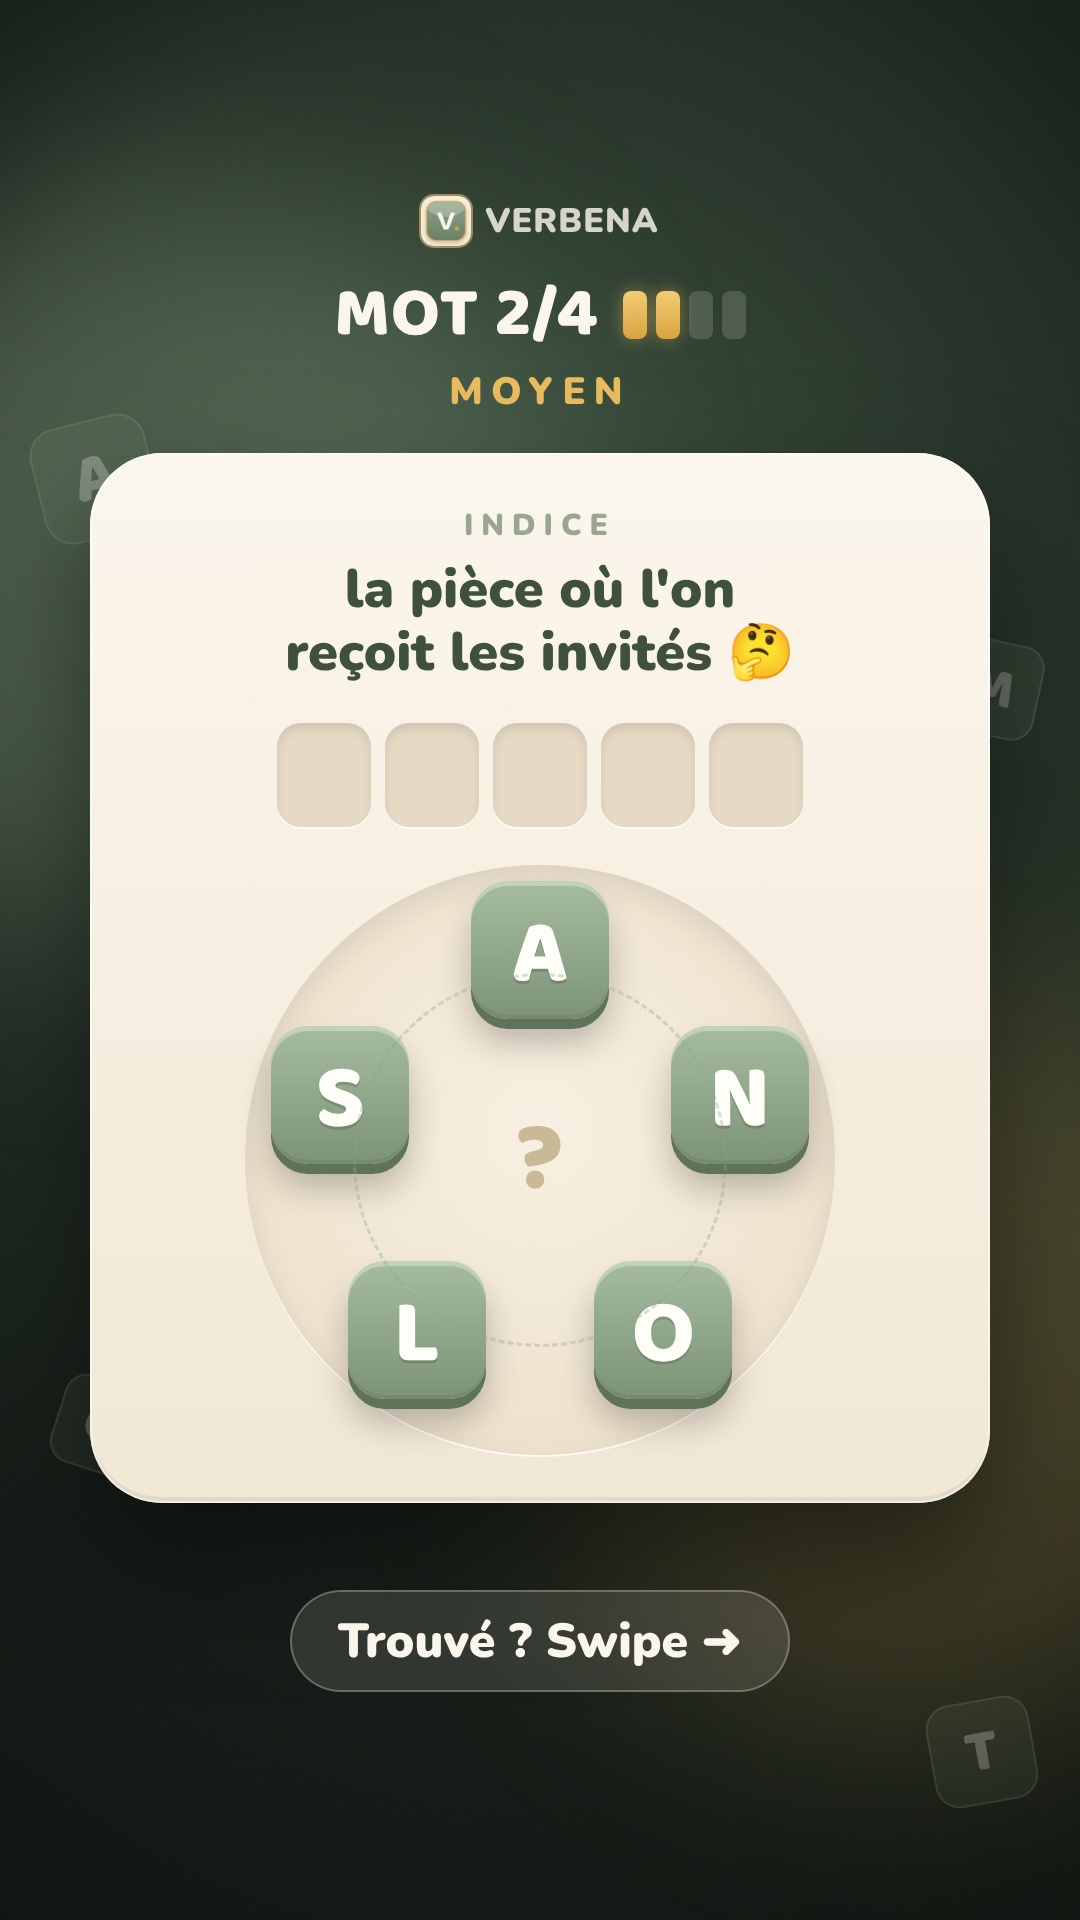 V.
VERBENA
MOT 2/4
MOYEN
A
INDICE
la pièce où l'on
reçoit les invités 🤔
M
A
S
N
?
L
O
Trouvé ? Swipe ➜
T